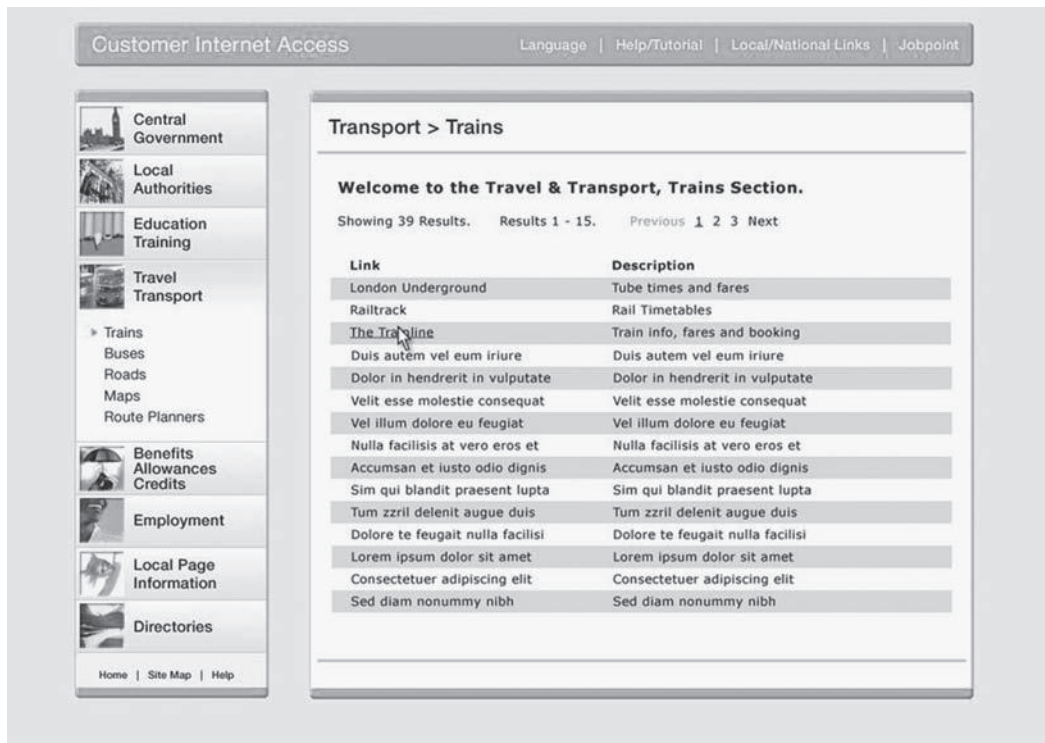 Customer Internet Access
Language | Help/Tutorial | Local/National Links | Jobpoint
Central
Government
Local
Authorities
Education
Training
Travel
Transport
Trains
Buses
Roads
Maps
Route Planners
Benefits
Allowances
Credits
Employment
Local Page
Information
Directories
Home | Site Map | Help
Transport > Trains
Welcome to the Travel & Transport, Trains Section.
Showing 39 Results. Results 1 - 15. Previous 1 2 3 Next
Link Description
London Underground Tube times and fares
Railtrack Rail Timetables
The Trainline Train info, fares and booking
Duis autem vel eum iriure Duis autem vel eum iriure
Dolor in hendrerit in vulputate Dolor in hendrerit in vulputate
Velit esse molestie consequat Velit esse molestie consequat
Vel illum dolore eu feugiat Vel illum dolore eu feugiat
Nulla facilisis at vero eros et Nulla facilisis at vero eros et
Accumsan et iusto odio dignis Accumsan et iusto odio dignis
Sim qui blandit praesent lupta Sim qui blandit praesent lupta
Tum zzril delenit augue duis Tum zzril delenit augue duis
Dolore te feugait nulla facilisi Dolore te feugait nulla facilisi
Lorem ipsum dolor sit amet Lorem ipsum dolor sit amet
Consectetuer adipiscing elit Consectetuer adipiscing elit
Sed diam nonummy nibh Sed diam nonummy nibh